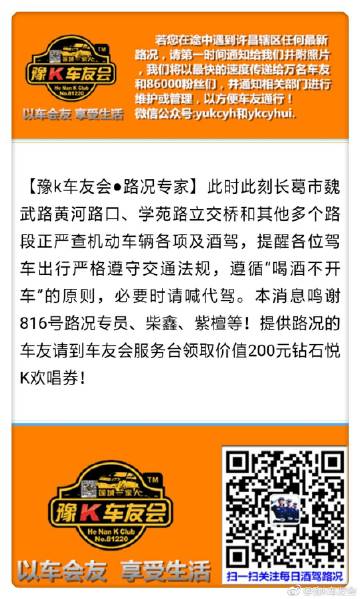 若您在途中遇到许昌辖区任何最新
路况，请第一时间通知给我们并附照片
，我们将以最快的速度传递给万名车友
和86000粉丝们，并通知相关部门进行
维护或管理，以方便车友通行！
微信公众号:yukcyh和ykcyhui.
TM
莲城一家人
豫K车友会
He Nan K Club
No.81220
以车会友 享受生活
【豫k车友会●路况专家】此时此刻长葛市魏
武路黄河路口、学苑路立交桥和其他多个路
段正严查机动车辆各项及酒驾，提醒各位驾
车出行严格遵守交通法规，遵循“喝酒不开
车”的原则，必要时请喊代驾。本消息鸣谢
816号路况专员、柴鑫、紫檀等！提供路况的
车友请到车友会服务台领取价值200元钻石悦
K欢唱券！
TM
莲城一家人
豫K车友会
He Nan K Club
No.81220
以车会友 享受生活
扫一扫关注每日酒驾路况